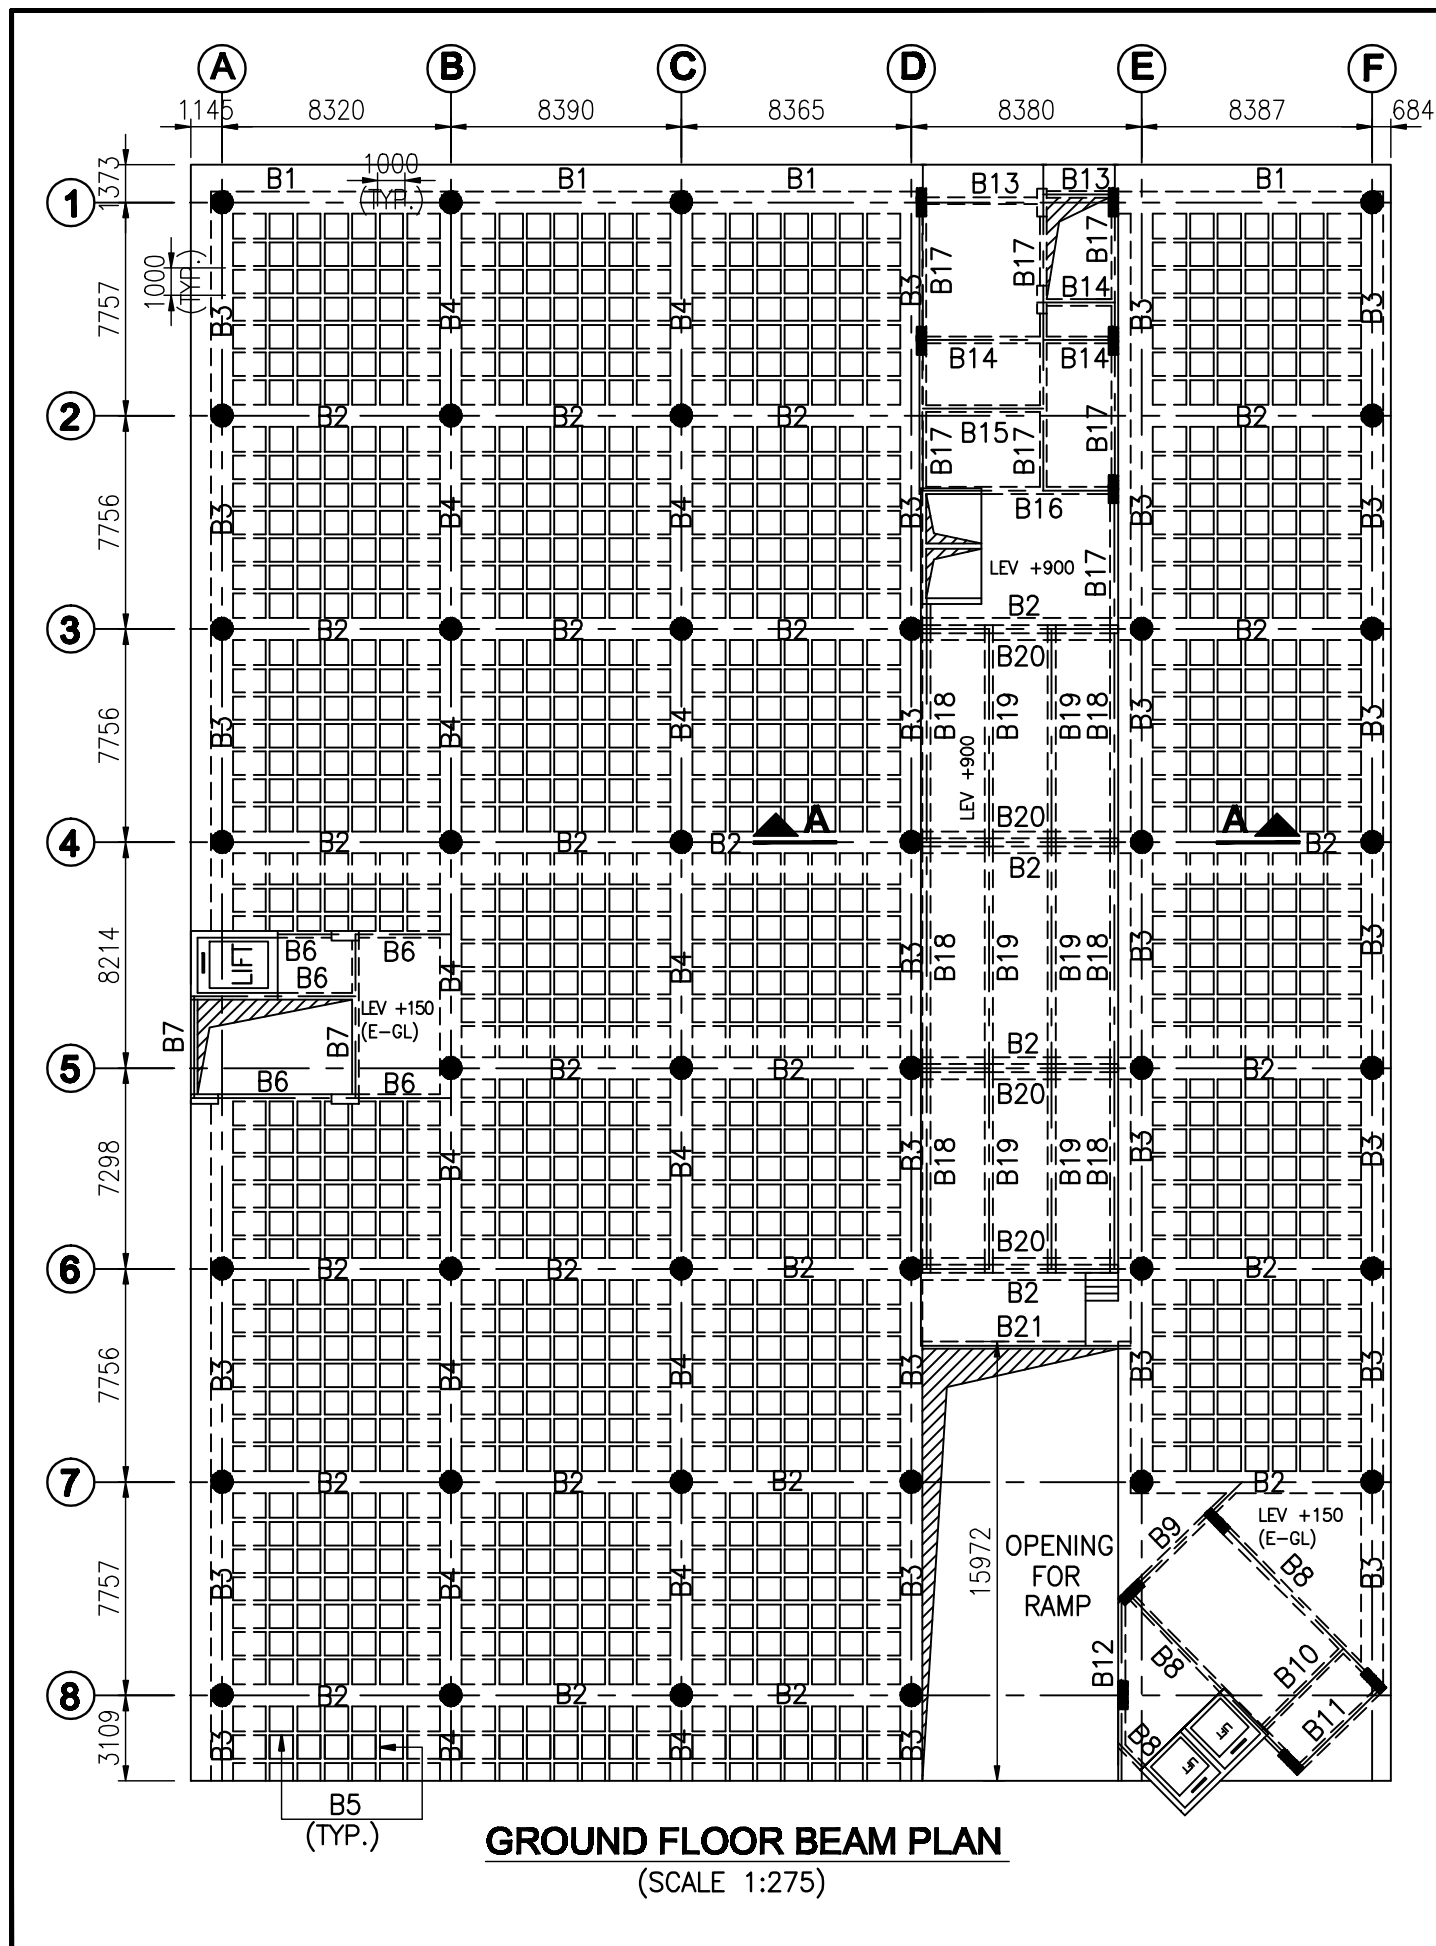 A B C D E F
1145 8320 8390 8365 8380 8387 684
1373
B1 1000 B1 B1 B13 B13 B1
(TYP.)
1
1000
(TYP.)
7757
B3 B4 B4 B3 B17 B17 B17 B3 B3
B14
B14 B14
2
B2 B2 B2 B2
B15
B17 B17 B17
7756
B3 B4 B4 B3 B3 B3
B16
LEV +900
B17
B2
3
B2 B2 B2 B2
B20
7756
B3 B4 B4 B3 B18 B19 B19 B18 B3 B3
LEV +900
B20
A A
4
B2 B2 B2 B2
B2
8214
LIFT
B6 B6
B6
B4 B4 B3 B18 B19 B19 B18 B3 B3
LEV +150
(E-GL)
B7 B7
B2
5
B2 B2 B2
B6 B6
B20
7298
B4 B4 B3 B18 B19 B19 B18 B3 B3
B20
6
B2 B2 B2 B2
B2
B21
7756
B3 B4 B4 B3 B3 B3
7
B2 B2 B2 B2
LEV +150
(E-GL)
B9
B8
7757
B3 B4 B4 B3 B3
15972
OPENING
FOR
RAMP
B12
B8
B10
8
B2 B2 B2
B11
3109
B3 B4 B4 B3
B8
LIFT
LIFT
B5
(TYP.)
GROUND FLOOR BEAM PLAN
(SCALE 1:275)